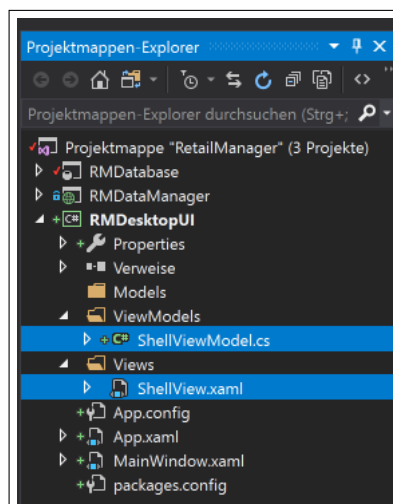 Projektmappen-Explorer
Projektmappen-Explorer durchsuchen (Strg+;
Projektmappe "RetailManager" (3 Projekte)
RMDatabase
RMDataManager
C# RMDesktopUI
Properties
Verweise
Models
ViewModels
C# ShellViewModel.cs
Views
ShellView.xaml
App.config
App.xaml
MainWindow.xaml
packages.config